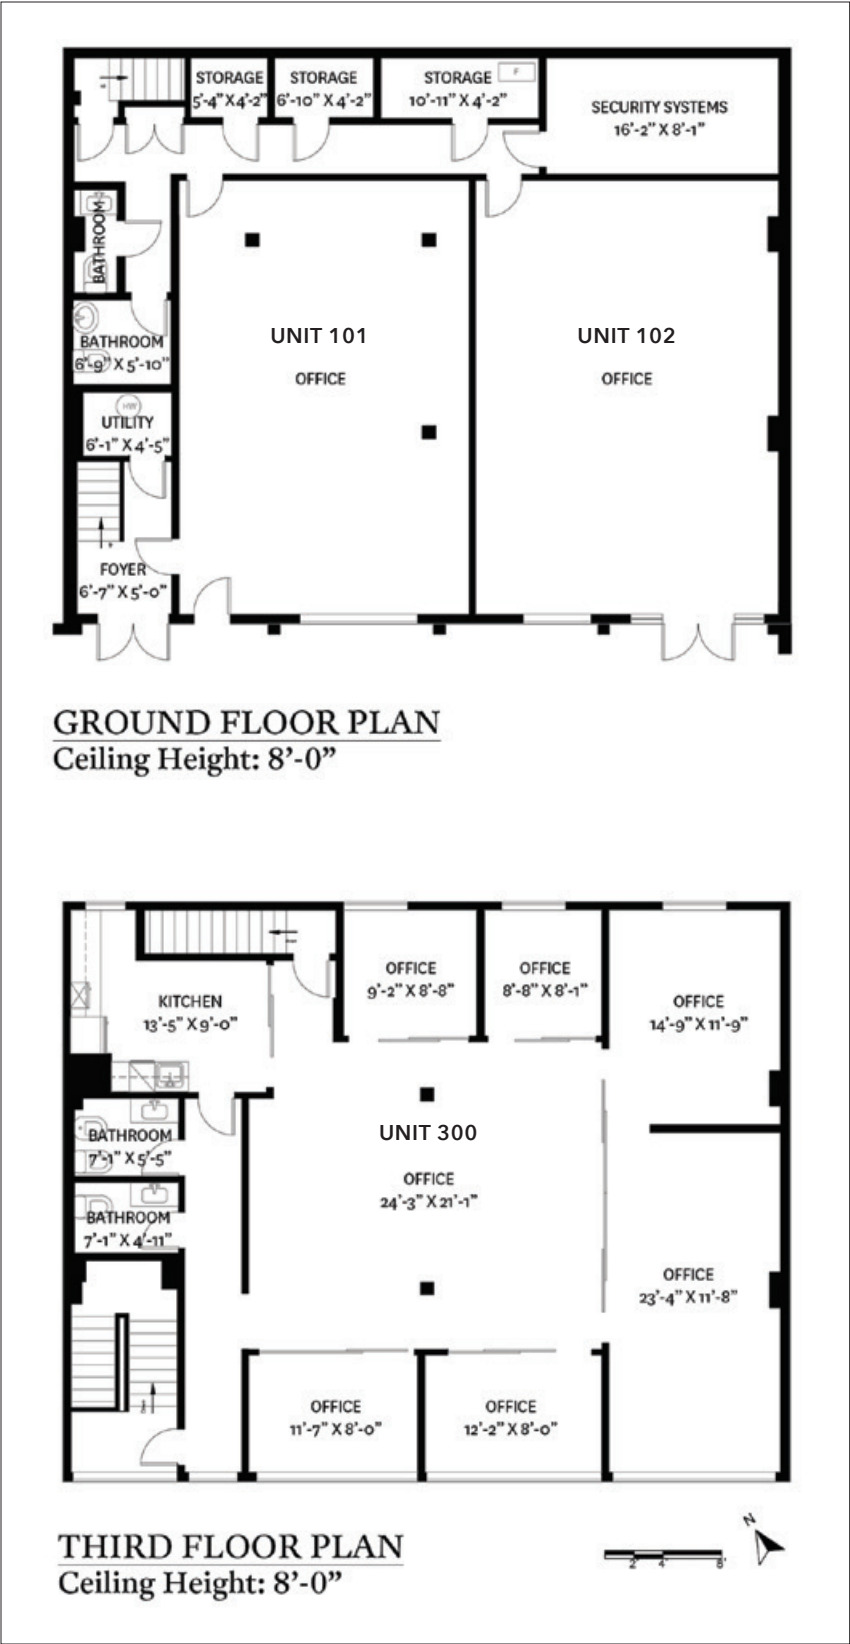 STORAGE
5'-4" X 4'-2"
STORAGE
6'-10" X 4'-2"
STORAGE
10'-11" X 4'-2"
F
SECURITY SYSTEMS
16'-2" X 8'-1"
BATHROOM
BATHROOM
6'-9" X 5'-10"
UNIT 101
OFFICE
UNIT 102
OFFICE
HW
UTILITY
6'-1" X 4'-5"
FOYER
6'-7" X 5'-0"
GROUND FLOOR PLAN
Ceiling Height: 8'-0"
KITCHEN
13'-5" X 9'-0"
OFFICE
9'-2" X 8'-8"
OFFICE
8'-8" X 8'-1"
OFFICE
14'-9" X 11'-9"
BATHROOM
7'-1" X 5'-5"
UNIT 300
OFFICE
24'-3" X 21'-1"
BATHROOM
7'-1" X 4'-11"
OFFICE
23'-4" X 11'-8"
OFFICE
11'-7" X 8'-0"
OFFICE
12'-2" X 8'-0"
THIRD FLOOR PLAN
Ceiling Height: 8'-0"
N
2' 4' 8'